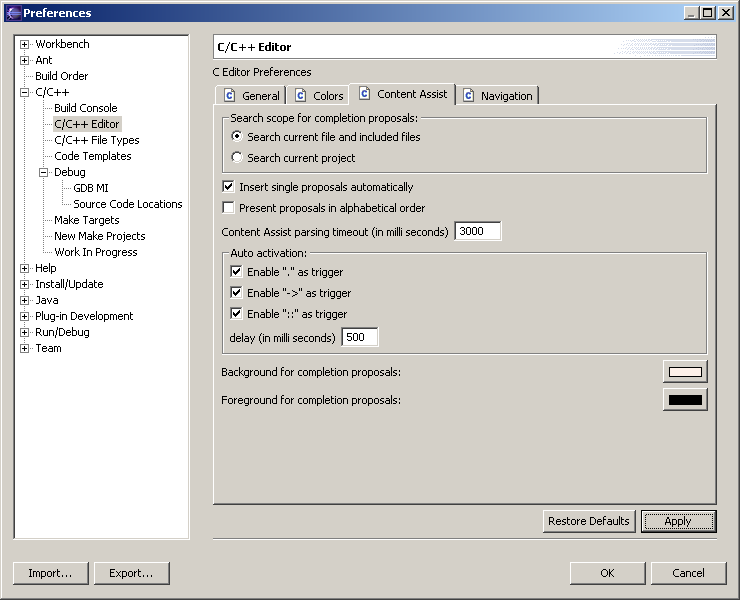 Preferences
Workbench
Ant
Build Order
C/C++
Build Console
C/C++ Editor
C/C++ File Types
Code Templates
Debug
GDB MI
Source Code Locations
Make Targets
New Make Projects
Work In Progress
Help
Install/Update
Java
Plug-in Development
Run/Debug
Team
C/C++ Editor
C Editor Preferences
General Colors Content Assist Navigation
Search scope for completion proposals:
Search current file and included files
Search current project
Insert single proposals automatically
Present proposals in alphabetical order
Content Assist parsing timeout (in milli seconds) 3000
Auto activation:
Enable "." as trigger
Enable "->" as trigger
Enable "::" as trigger
delay (in milli seconds) 500
Background for completion proposals:
Foreground for completion proposals:
Restore Defaults Apply
Import... Export... OK Cancel